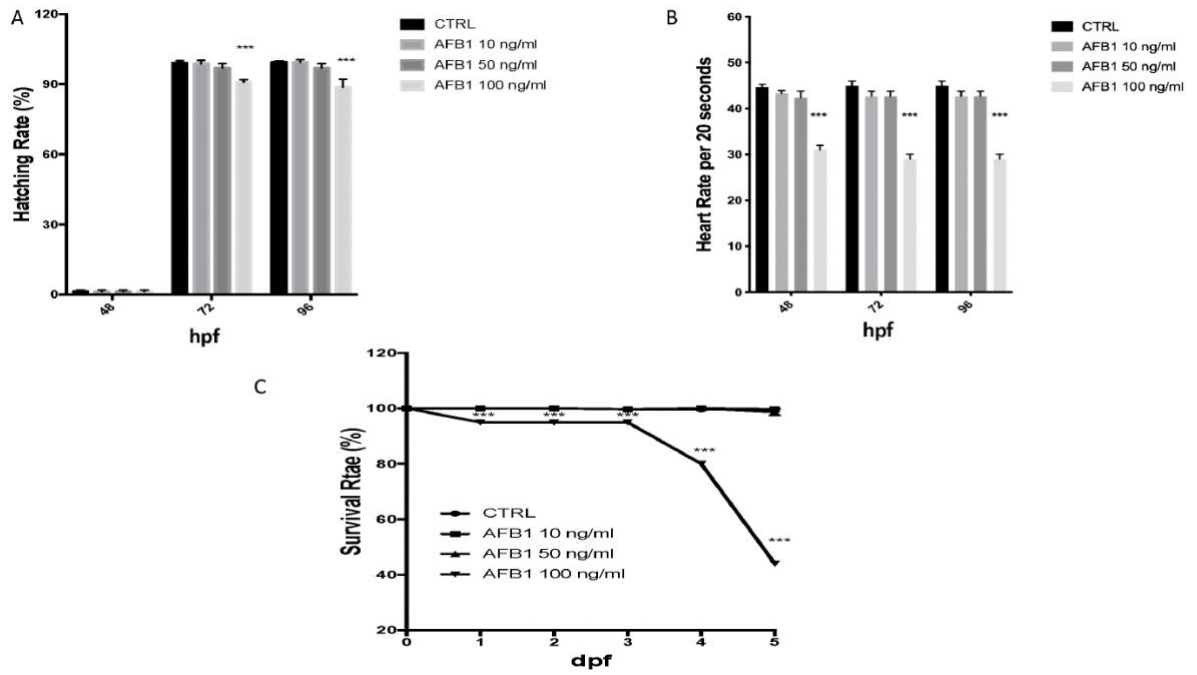 A
Hatching Rate (%)
120
90
60
30
0
48
72
96
hpf
***
***
CTRL
AFB1 10 ng/ml
AFB1 50 ng/ml
AFB1 100 ng/ml
B
Heart Rate per 20 seconds
60
50
40
30
20
10
0
48
72
96
hpf
***
***
***
CTRL
AFB1 10 ng/ml
AFB1 50 ng/ml
AFB1 100 ng/ml
C
Survival Rtae (%)
120
100
80
60
40
20
0
1
2
3
4
5
dpf
***
***
***
***
***
CTRL
AFB1 10 ng/ml
AFB1 50 ng/ml
AFB1 100 ng/ml